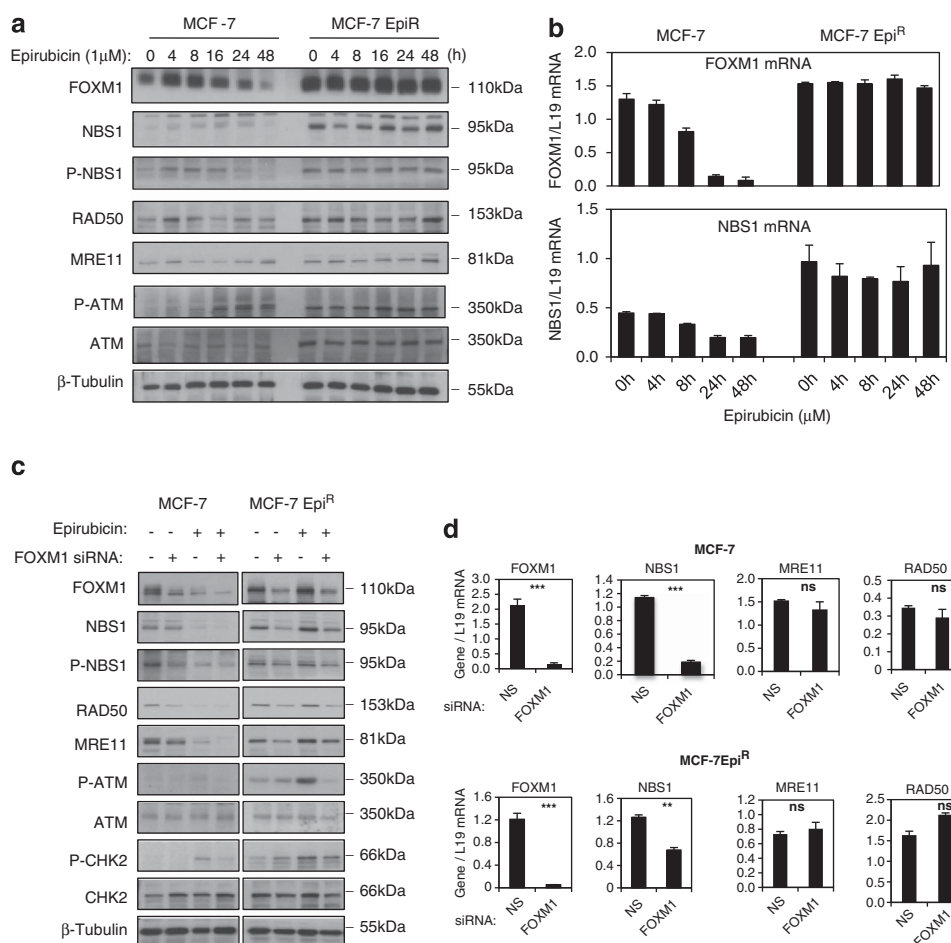 a
MCF -7 MCF-7 EpiR
Epirubicin (1μM) 0 4 8 16 24 48 0 4 8 16 24 48 (h)
FOXM1 110kDa
NBS1 95kDa
P-NBS1 95kDa
RAD50 153kDa
MRE11 81kDa
P-ATM 350kDa
ATM 350kDa
β-Tubulin 55kDa
b
MCF-7 MCF-7 EpiR
FOXM1 mRNA
FOXM1/L19 mRNA
2.0
1.5
1.0
0.5
0.0
NBS1 mRNA
NBS1/L19 mRNA
1.5
1.0
0.5
0.0
0h 4h 8h 24h 48h 0h 4h 8h 24h 48h
Epirubicin (μM)
c
MCF-7 MCF-7 EpiR
Epirubicin: - - + + - - + +
FOXM1 siRNA: - + - + - + - +
FOXM1 110kDa
NBS1 95kDa
P-NBS1 95kDa
RAD50 153kDa
MRE11 81kDa
P-ATM 350kDa
ATM 350kDa
P-CHK2 66kDa
CHK2 66kDa
β-Tubulin 55kDa
d
MCF-7
FOXM1 NBS1 MRE11 RAD50
*** *** ns ns
Gene / L19 mRNA
3.0 2.5 2.0 1.5 1.0 0.5 0.0
1.4 1.2 1.0 0.8 0.6 0.4 0.2 0.0
2.0 1.5 1.0 0.5 0.0
0.5 0.4 0.3 0.2 0.1 0
siRNA: NS FOXM1 NS FOXM1 NS FOXM1 NS FOXM1
MCF-7EpiR
FOXM1 NBS1 MRE11 RAD50
*** ** ns ns
Gene / L19 mRNA
1.6 1.2 0.8 0.4 0
1.6 1.2 0.8 0.4 0
1.2 1.0 0.8 0.6 0.4 0.2 0.0
2.5 2.0 1.5 1.0 0.5 0.0
siRNA: NS FOXM1 NS FOXM1 NS FOXM1 NS FOXM1